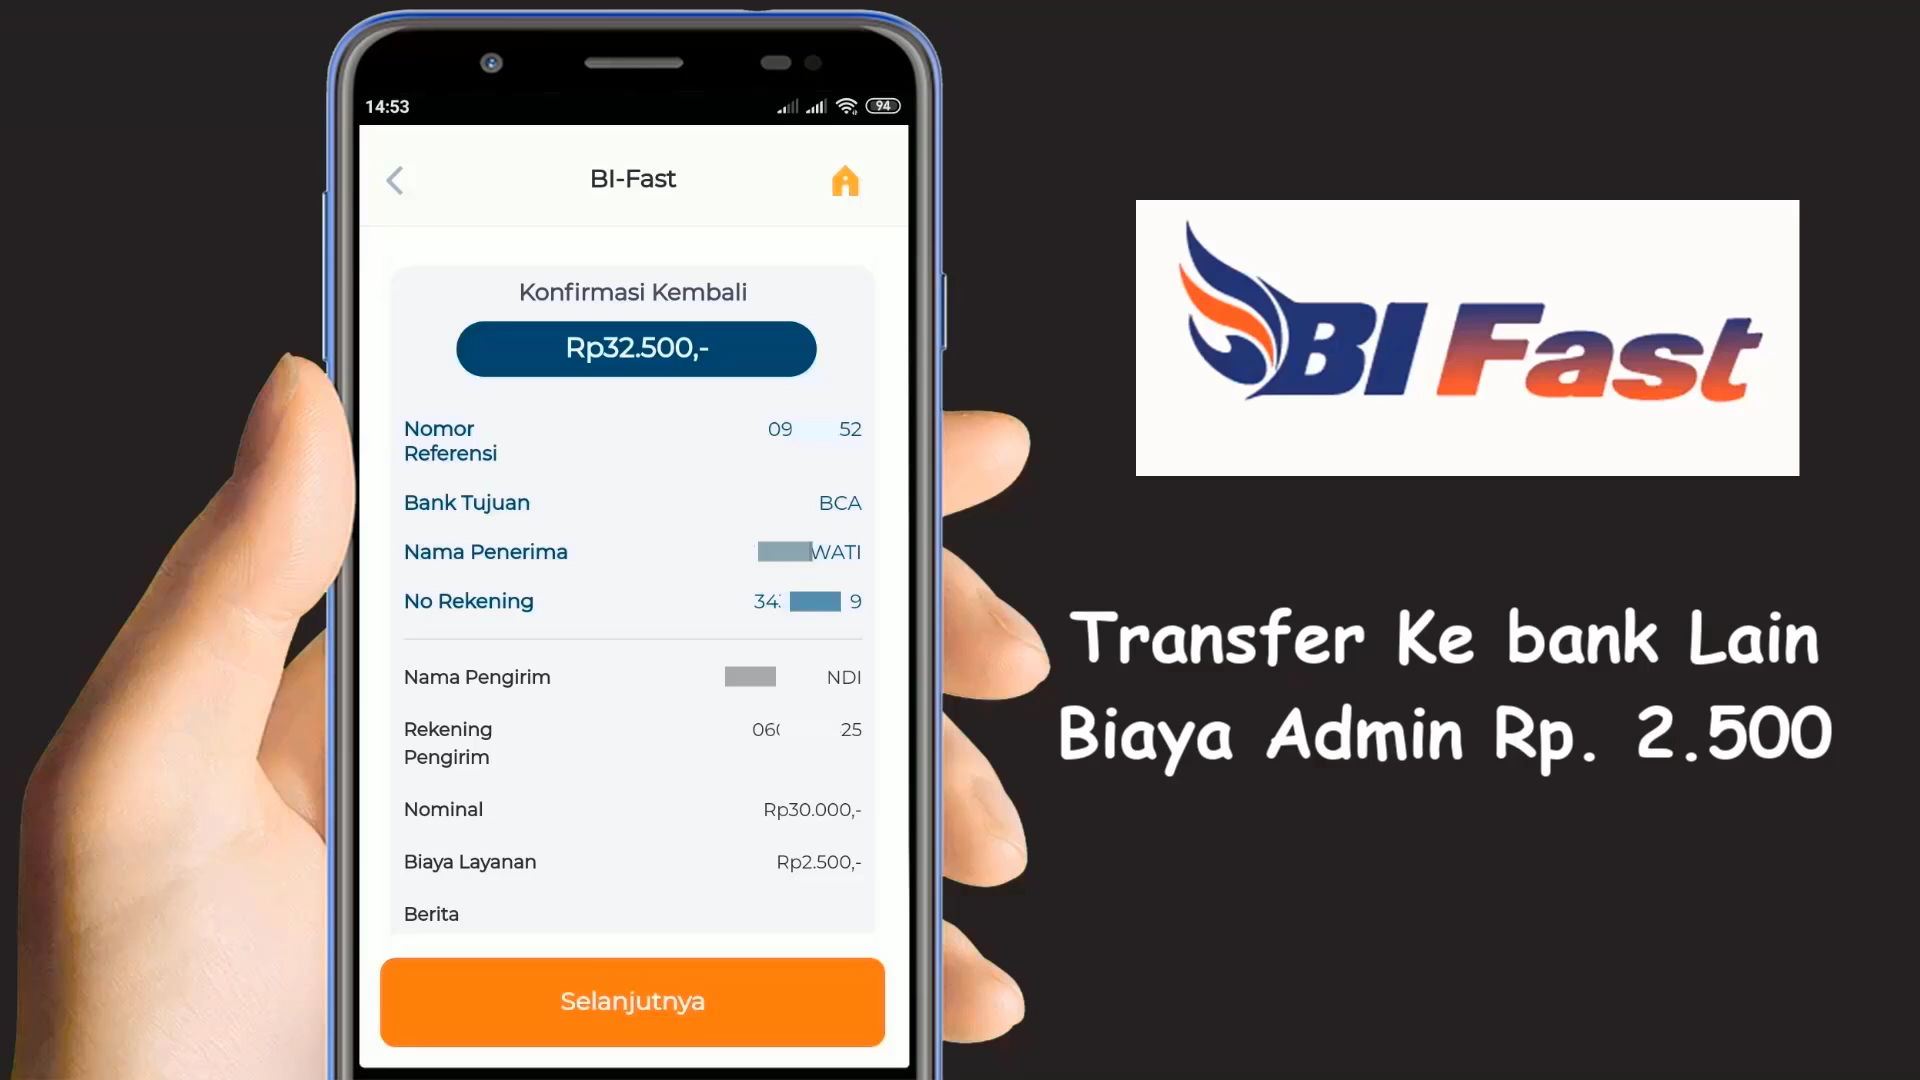 14:53
94
BI-Fast
Konfirmasi Kembali
Rp32.500,-
Nomor
Referensi
09 52
Bank Tujuan BCA
Nama Penerima WATI
No Rekening 34 9
Nama Pengirim NDI
Rekening
Pengirim
06 25
Nominal Rp30.000,-
Biaya Layanan Rp2.500,-
Berita
Selanjutnya
BI Fast
Transfer Ke bank Lain
Biaya Admin Rp. 2.500